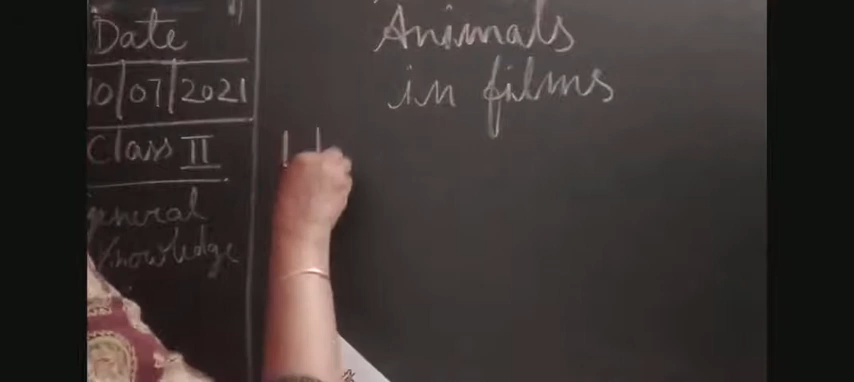 Date
10/07/2021
Class II
general
knowledge
Animals
in films